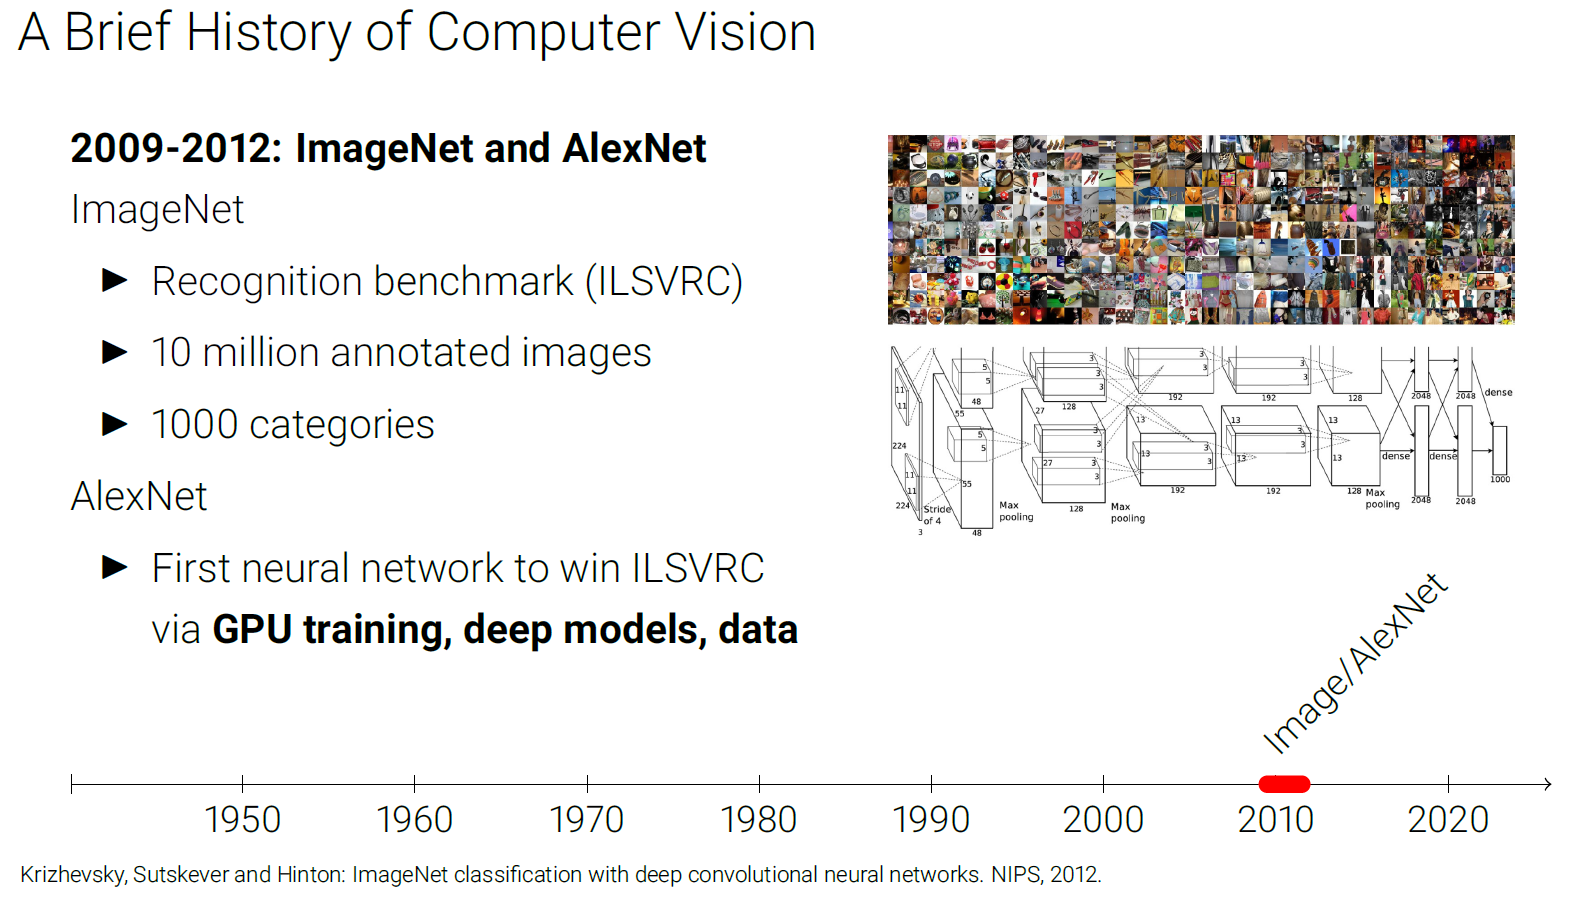 A Brief History of Computer Vision
2009-2012: ImageNet and AlexNet
ImageNet
► Recognition benchmark (ILSVRC)
► 10 million annotated images
► 1000 categories
AlexNet
► First neural network to win ILSVRC
via GPU training, deep models, data
11
11
224
5
5
48
55
3
3
3
128
27
3
3
192
3
3
192
128
2048
2048
dense
11
11
224
3
Stride
of 4
5
5
55
48
Max
pooling
27
3
3
3
3
128
Max
pooling
13
13
3
3
192
13
13
3
3
192
13
13
128
Max
pooling
dense
dense
2048
2048
1000
Image/AlexNet
1950 1960 1970 1980 1990 2000 2010 2020
Krizhevsky, Sutskever and Hinton: ImageNet classification with deep convolutional neural networks. NIPS, 2012.